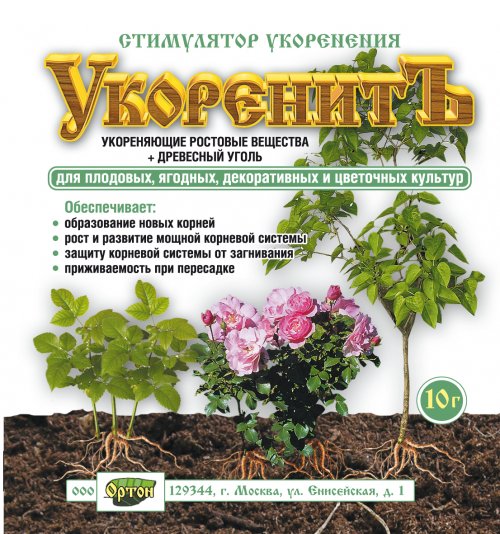 СТИМУЛЯТОР УКОРЕНЕНИЯ
УКОРЕНИТЪ
УКОРЕНЯЮЩИЕ РОСТОВЫЕ ВЕЩЕСТВА
+ ДРЕВЕСНЫЙ УГОЛЬ
для плодовых, ягодных, декоративных и цветочных культур
Обеспечивает:
• образование новых корней
• рост и развитие мощной корневой системы
• защиту корневой системы от загнивания
• приживаемость при пересадке
10 г
ООО Ортон 129344, г. Москва, ул. Енисейская, д. 1